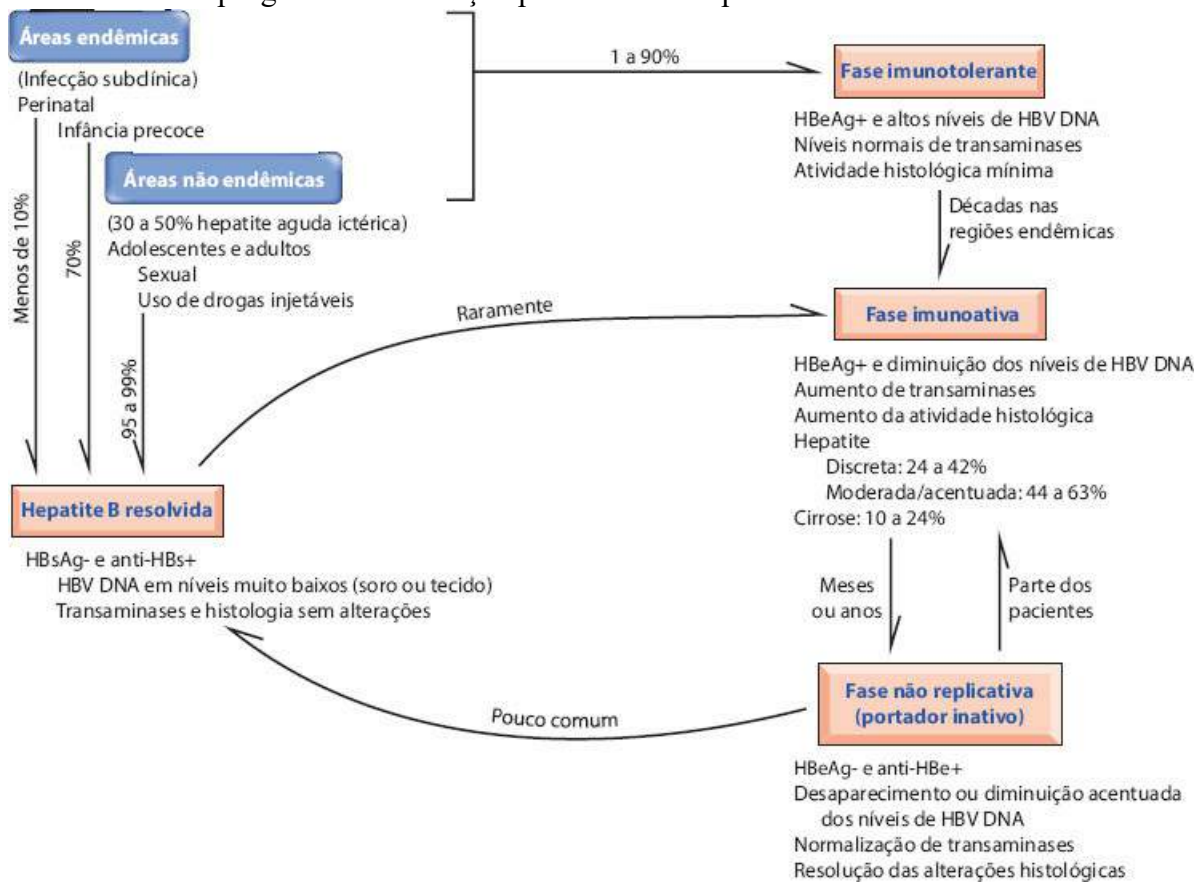 Áreas endêmicas
(Infecção subclínica)
Perinatal
Infância precoce
Áreas não endêmicas
(30 a 50% hepatite aguda ictérica)
Adolescentes e adultos
Sexual
Uso de drogas injetáveis
Menos de 10%
70%
95 a 99%
1 a 90%
Fase imunotolerante
HBeAg+ e altos níveis de HBV DNA
Níveis normais de transaminases
Atividade histológica mínima
Décadas nas
regiões endêmicas
Raramente
Fase imunoativa
HBeAg+ e diminuição dos níveis de HBV DNA
Aumento de transaminases
Aumento da atividade histológica
Hepatite
Discreta: 24 a 42%
Moderada/acentuada: 44 a 63%
Cirrose: 10 a 24%
Hepatite B resolvida
HBsAg- e anti-HBs+
HBV DNA em níveis muito baixos (soro ou tecido)
Transaminases e histologia sem alterações
Meses
ou anos
Parte dos
pacientes
Pouco comum
Fase não replicativa
(portador inativo)
HBeAg- e anti-HBe+
Desaparecimento ou diminuição acentuada
dos níveis de HBV DNA
Normalização de transaminases
Resolução das alterações histológicas